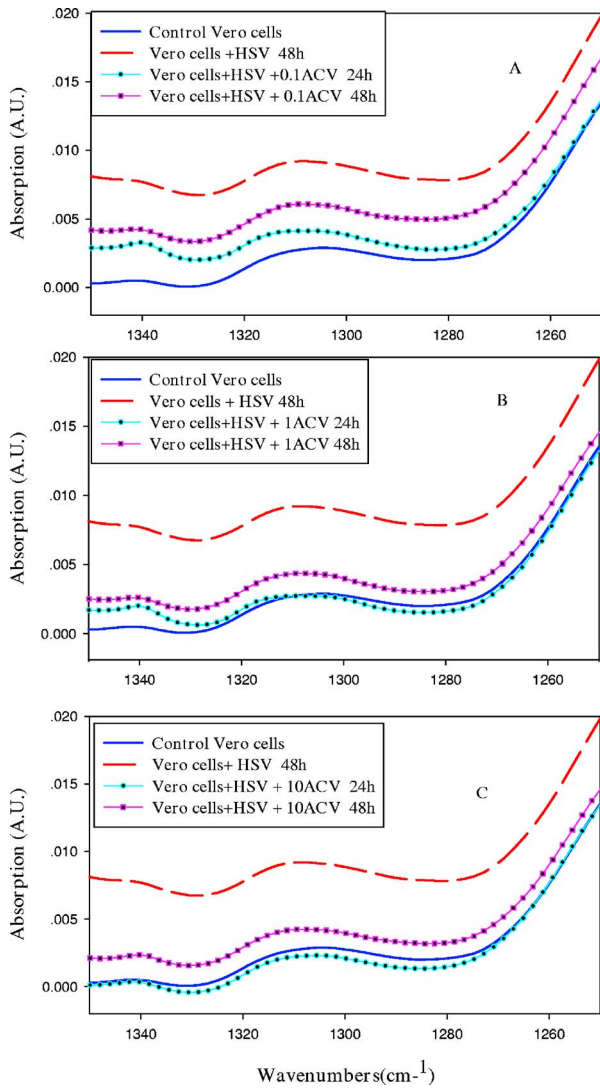 Control Vero cells
Vero cells +HSV 48h
Vero cells+HSV +0.1ACV 24h
Vero cells+HSV + 0.1ACV 48h
A
.020
.015
.010
.005
0.000
Absorption (A.U.)
1340 1320 1300 1280 1260
Control Vero cells
Vero cells + HSV 48h
Vero cells+HSV + 1ACV 24h
Vero cells+HSV + 1ACV 48h
B
.020
.015
.010
.005
0.000
Absorption (A.U.)
1340 1320 1300 1280 1260
Control Vero cells
Vero cells+ HSV 48h
Vero cells+HSV + 10ACV 24h
Vero cells+HSV + 10ACV 48h
C
.020
.015
.010
.005
0.000
Absorption (A.U.)
1340 1320 1300 1280 1260
Wavenumbers(cm-1)